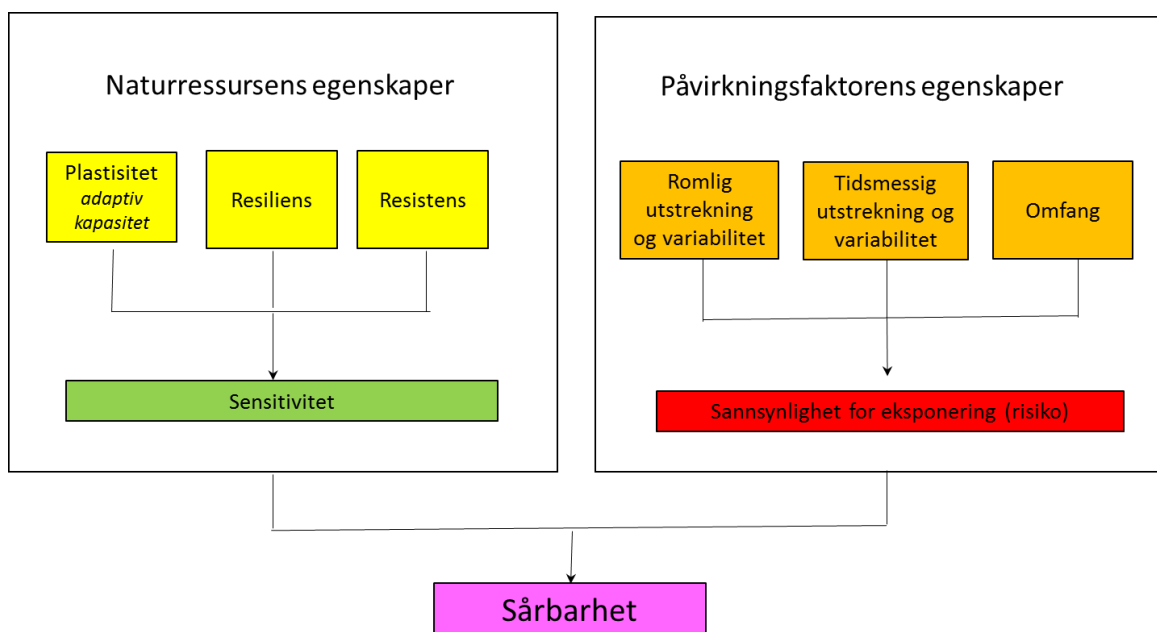 Naturressursens egenskaper
Plastisitet
adaptiv
kapasitet
Resiliens
Resistens
Sensitivitet
Påvirkningsfaktorens egenskaper
Romlig
utstrekning
og variabilitet
Tidsmessig
utstrekning og
variabilitet
Omfang
Sannsynlighet for eksponering (risiko)
Sårbarhet